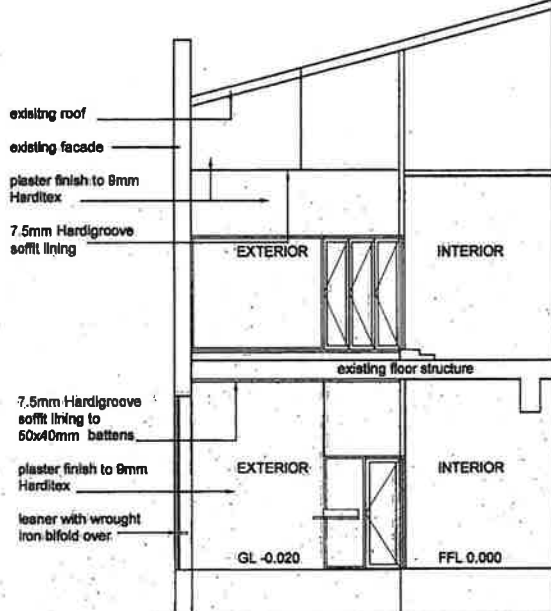 exisitng roof
existing facade
plaster finish to 9mm
Harditex
7.5mm Hardigroove
soffit lining
EXTERIOR
INTERIOR
existing floor structure
7.5mm Hardigroove
soffit lining to
50x40mm battens
plaster finish to 9mm
Harditex
EXTERIOR
INTERIOR
leaner with wrought
iron bifold over
GL -0.020
FFL 0.000